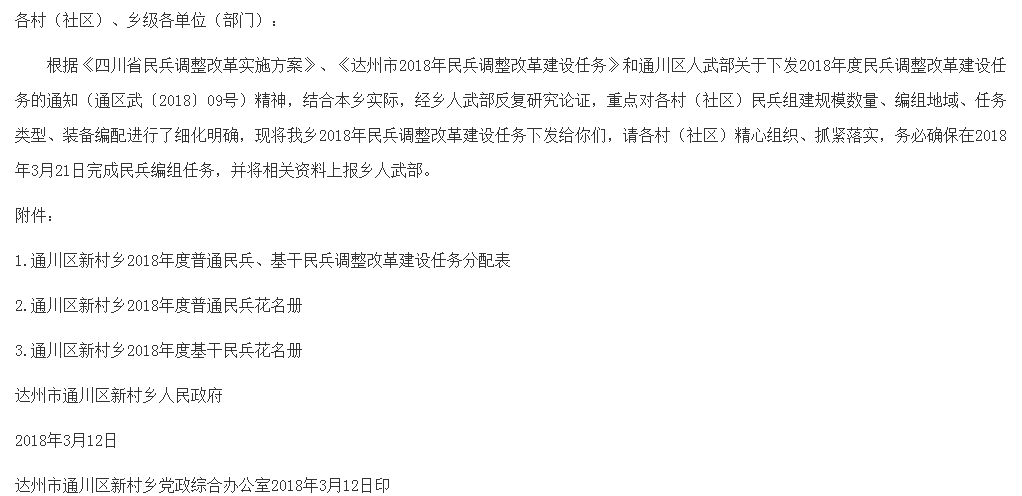 各村（社区）、乡级各单位（部门）：
根据《四川省民兵调整改革实施方案》、《达州市2018年民兵调整改革建设任务》和通川区人武部关于下发2018年度民兵调整改革建设任
务的通知（通区武〔2018〕09号）精神，结合本乡实际，经乡人武部反复研究论证，重点对各村（社区）民兵组建规模数量、编组地域、任务
类型、装备编配进行了细化明确，现将我乡2018年民兵调整改革建设任务下发给你们，请各村（社区）精心组织、抓紧落实，务必确保在2018
年3月21日完成民兵编组任务，并将相关资料上报乡人武部。
附件：
1.通川区新村乡2018年度普通民兵、基干民兵调整改革建设任务分配表
2.通川区新村乡2018年度普通民兵花名册
3.通川区新村乡2018年度基干民兵花名册
达州市通川区新村乡人民政府
2018年3月12日
达州市通川区新村乡党政综合办公室2018年3月12日印